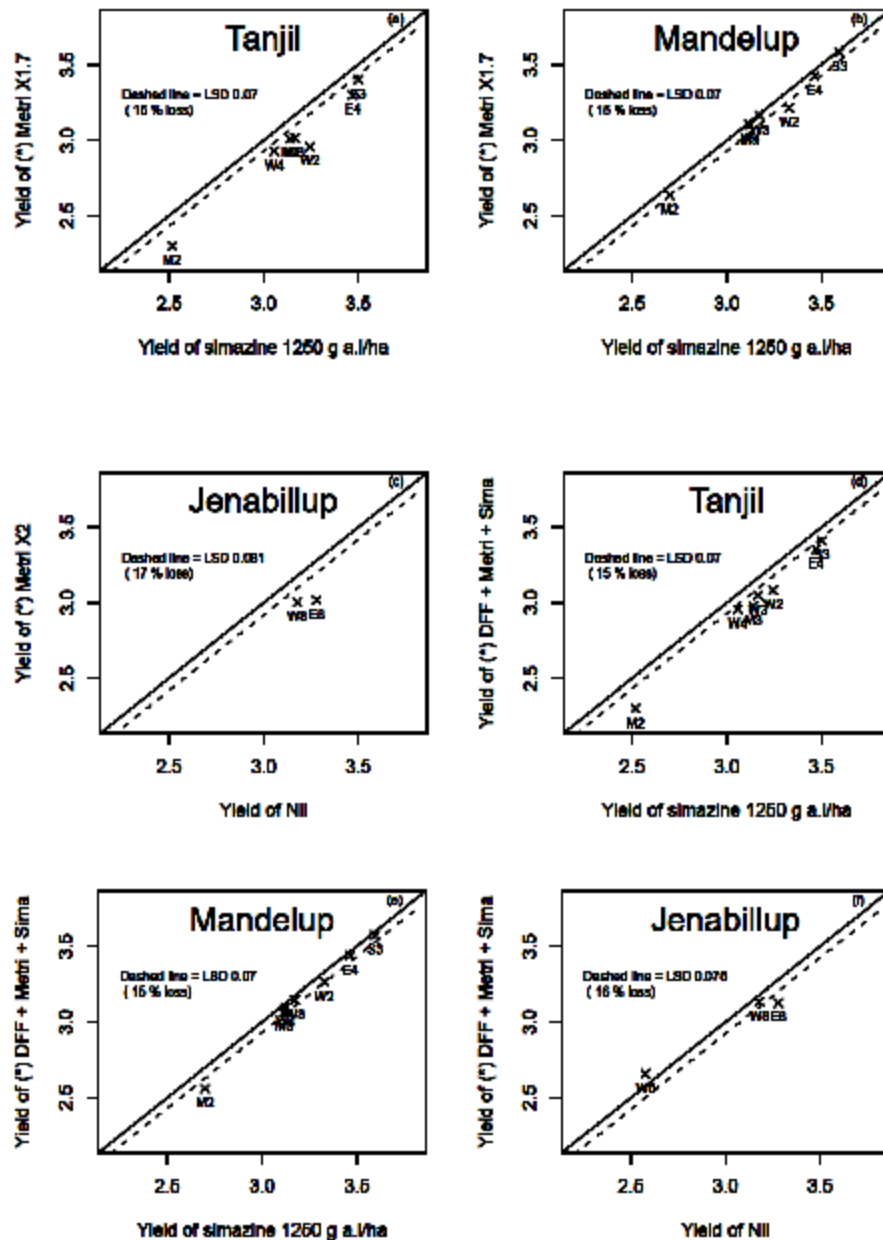 (a)
Tanjil
Dashed line = LSD 0.07
( 16 % loss)
Yield of (*) Metri X1.7
3.5
3.0
2.5
S3
E4
W2
W4
M2
2.5 3.0 3.5
Yield of simazine 1250 g a.i/ha
(b)
Mandelup
Dashed line = LSD 0.07
( 16 % loss)
Yield of (*) Metri X1.7
3.5
3.0
2.5
S3
E4
W2
M2
2.5 3.0 3.5
Yield of simazine 1250 g a.i/ha
(c)
Jenabillup
Dashed line = LSD 0.081
( 17 % loss)
Yield of (*) Metri X2
3.5
3.0
2.5
W8 E8
2.5 3.0 3.5
Yield of Nil
(d)
Tanjil
Dashed line = LSD 0.07
( 15 % loss)
Yield of (*) DFF + Metri + Sima
3.5
3.0
2.5
S3
E4
W2
W3
M3
W4
M2
2.5 3.0 3.5
Yield of simazine 1250 g a.i/ha
(e)
Mandelup
Dashed line = LSD 0.07
( 15 % loss)
Yield of (*) DFF + Metri + Sima
3.5
3.0
2.5
S3
E4
W2
M2
2.5 3.0 3.5
Yield of simazine 1250 g a.i/ha
(f)
Jenabillup
Dashed line = LSD 0.076
( 16 % loss)
Yield of (*) DFF + Metri + Sima
3.5
3.0
2.5
W8 E8
2.5 3.0 3.5
Yield of Nil